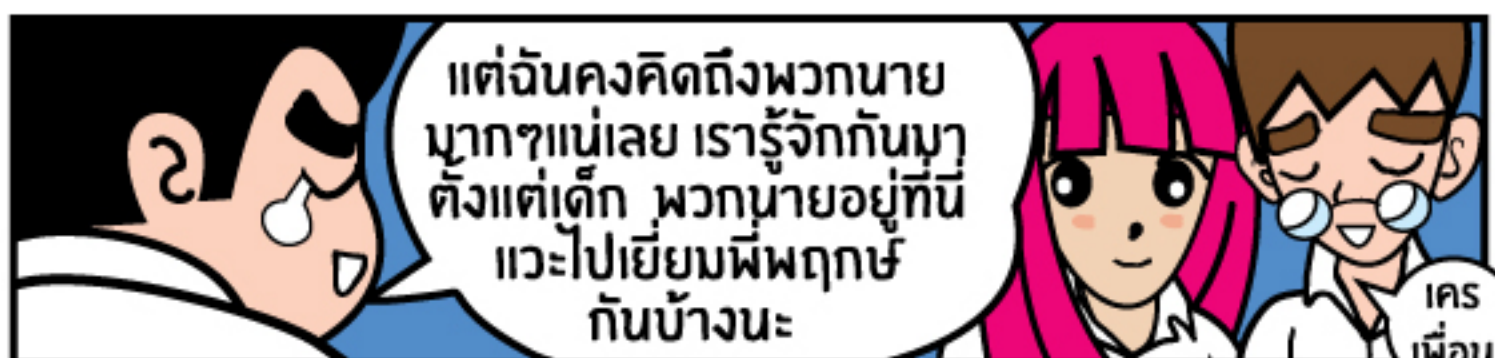 แต่ฉันคงคิดถึงพวกนาย
มากๆแน่เลย เรารู้จักกันมา
ตั้งแต่เด็ก พวกนายอยู่ที่นี่
แวะไปเยี่ยมพี่พฤกษ์
กันบ้างนะ
เคร
เพื่อน